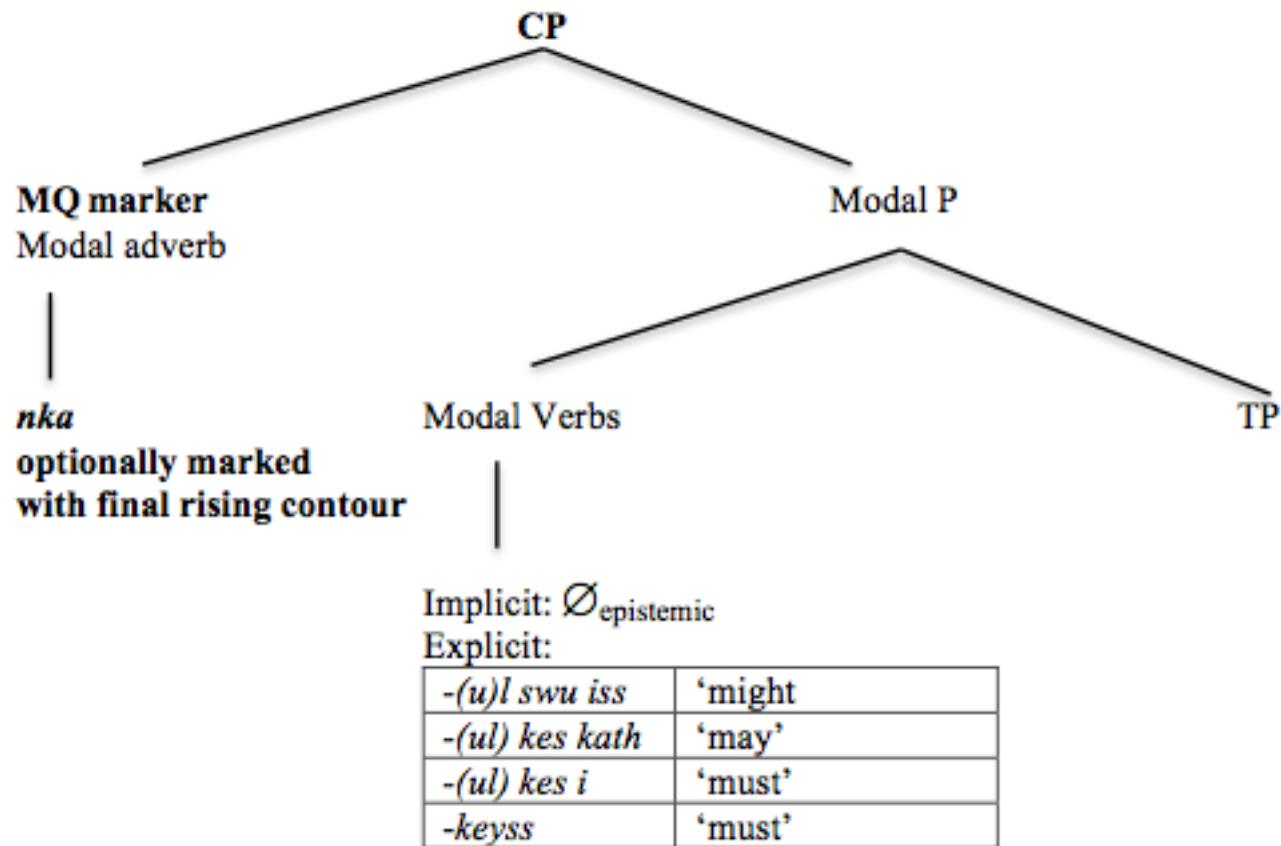 CP
MQ marker
Modal adverb
Modal P
nka
optionally marked
with final rising contour
Modal Verbs
TP
Implicit: ∅epistemic
Explicit:
-(u)l swu iss ‘might
-(ul) kes kath ‘may’
-(ul) kes i ‘must’
-keyss ‘must’